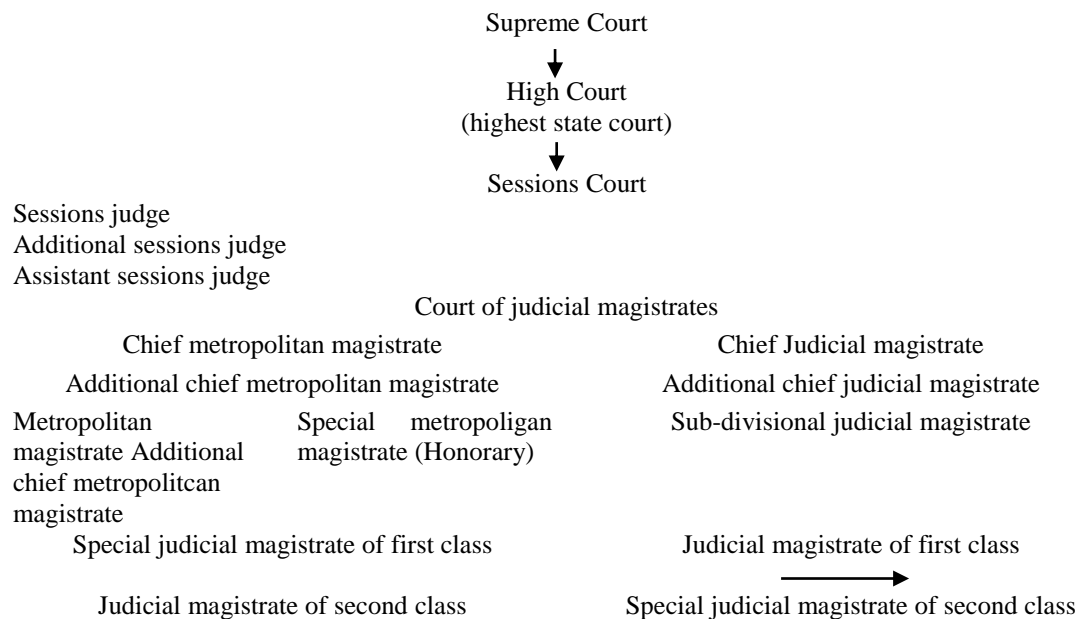 Supreme Court
High Court
(highest state court)
Sessions Court
Sessions judge
Additional sessions judge
Assistant sessions judge
Court of judicial magistrates
Chief metropolitan magistrate
Chief Judicial magistrate
Additional chief metropolitan magistrate
Additional chief judicial magistrate
Metropolitan
magistrate Additional
chief metropolitcan
magistrate
Special metropoligan
magistrate (Honorary)
Sub-divisional judicial magistrate
Special judicial magistrate of first class
Judicial magistrate of first class
Judicial magistrate of second class
Special judicial magistrate of second class